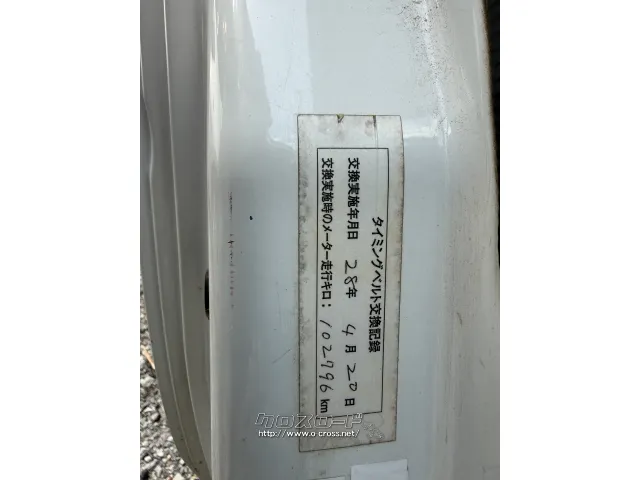 タイミングベルト交換記録
交換実施年月日 28年 4月 20日
交換実施時のメーター走行キロ: 102796 km
クロスロード
http://www.o-cross.net/